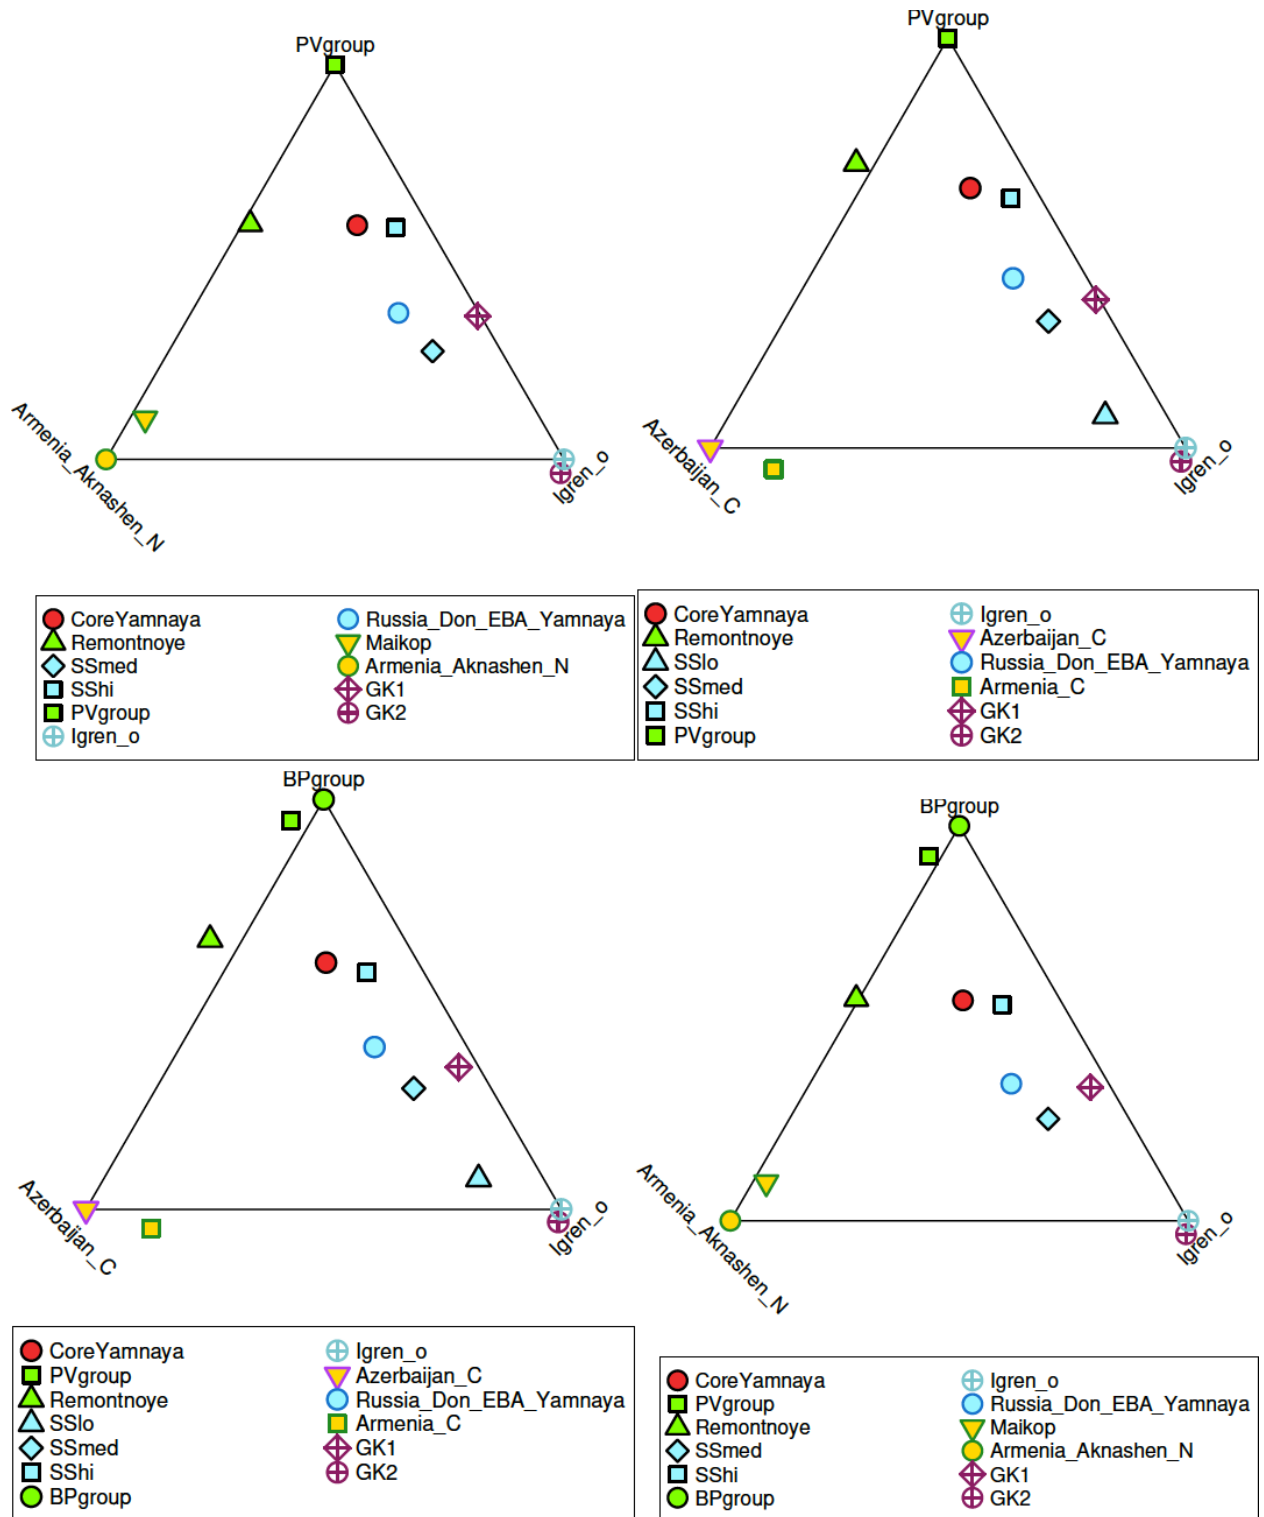 PVgroup
Armenia_Aknashen_N
Igren_o
CoreYamnaya
Remontnoye
SSmed
SShi
PVgroup
Igren_o
Russia_Don_EBA_Yamnaya
Maikop
Armenia_Aknashen_N
GK1
GK2
PVgroup
Azerbaijan_C
Igren_o
CoreYamnaya
Remontnoye
SSlo
SSmed
SShi
PVgroup
Igren_o
Azerbaijan_C
Russia_Don_EBA_Yamnaya
Armenia_C
GK1
GK2
BPgroup
Azerbaijan_C
Igren_o
CoreYamnaya
PVgroup
Remontnoye
SSlo
SSmed
SShi
BPgroup
Igren_o
Azerbaijan_C
Russia_Don_EBA_Yamnaya
Armenia_C
GK1
GK2
BPgroup
Armenia_Aknashen_N
Igren_o
CoreYamnaya
PVgroup
Remontnoye
SSmed
SShi
BPgroup
Igren_o
Russia_Don_EBA_Yamnaya
Maikop
Armenia_Aknashen_N
GK1
GK2